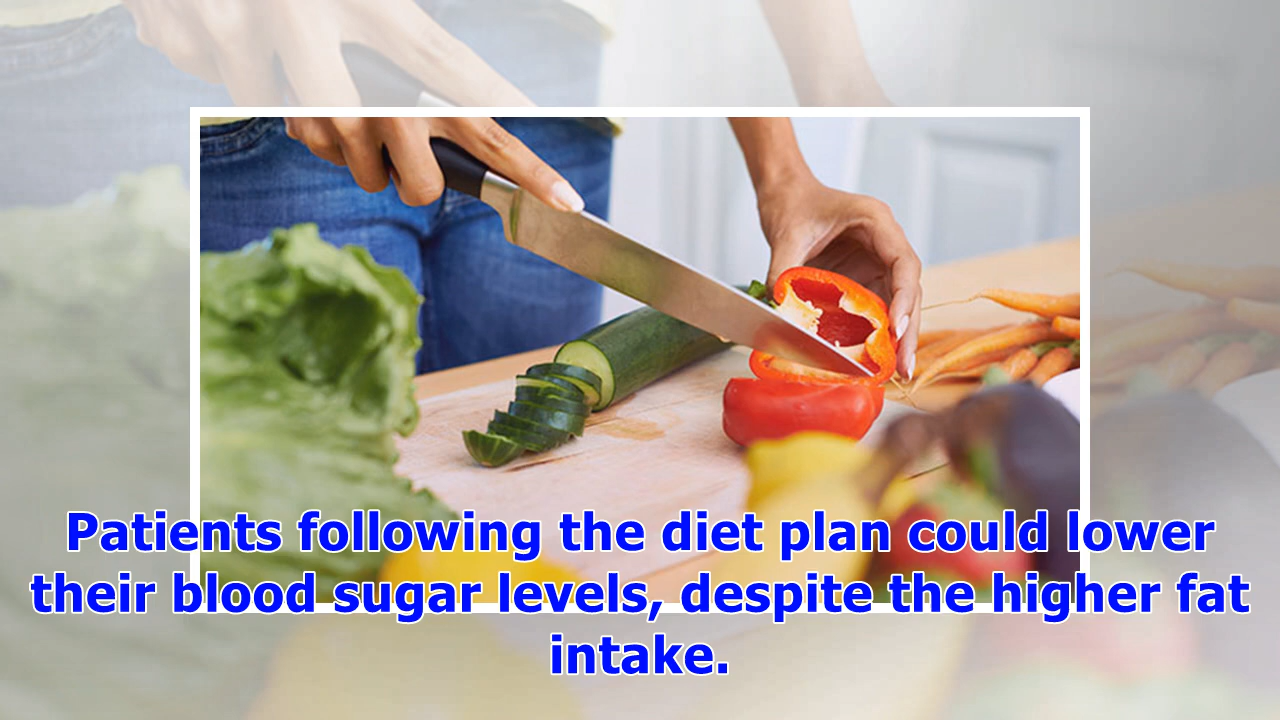 Patients following the diet plan could lower
their blood sugar levels, despite the higher fat
intake.